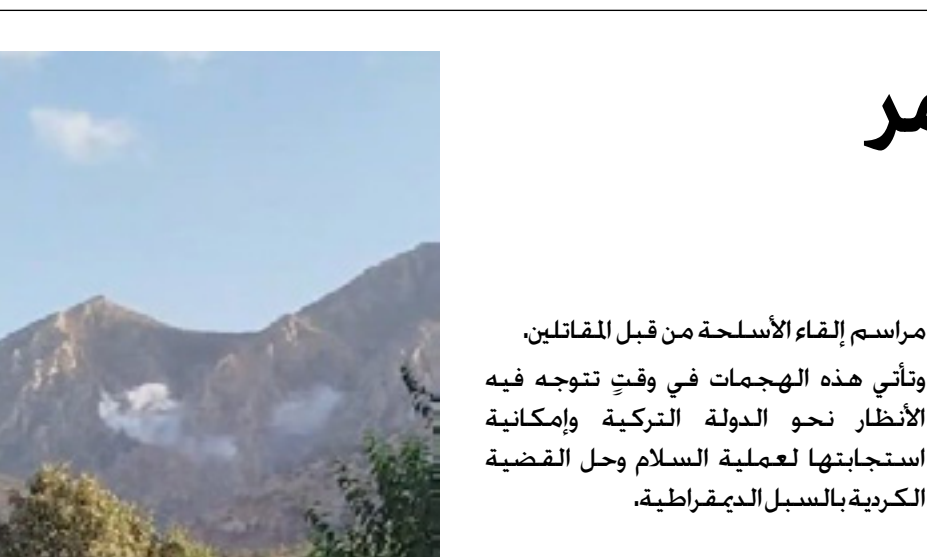 مراسم إلقاء الأسلحة من قبل المقاتلين.
وتأتي هذه الهجمات في وقتٍ تتوجه فيه
الأنظار نحو الدولة التركية وإمكانية
استجابتها لعملية السلام وحل القضية
الكردية بالسبل الديمقراطية.